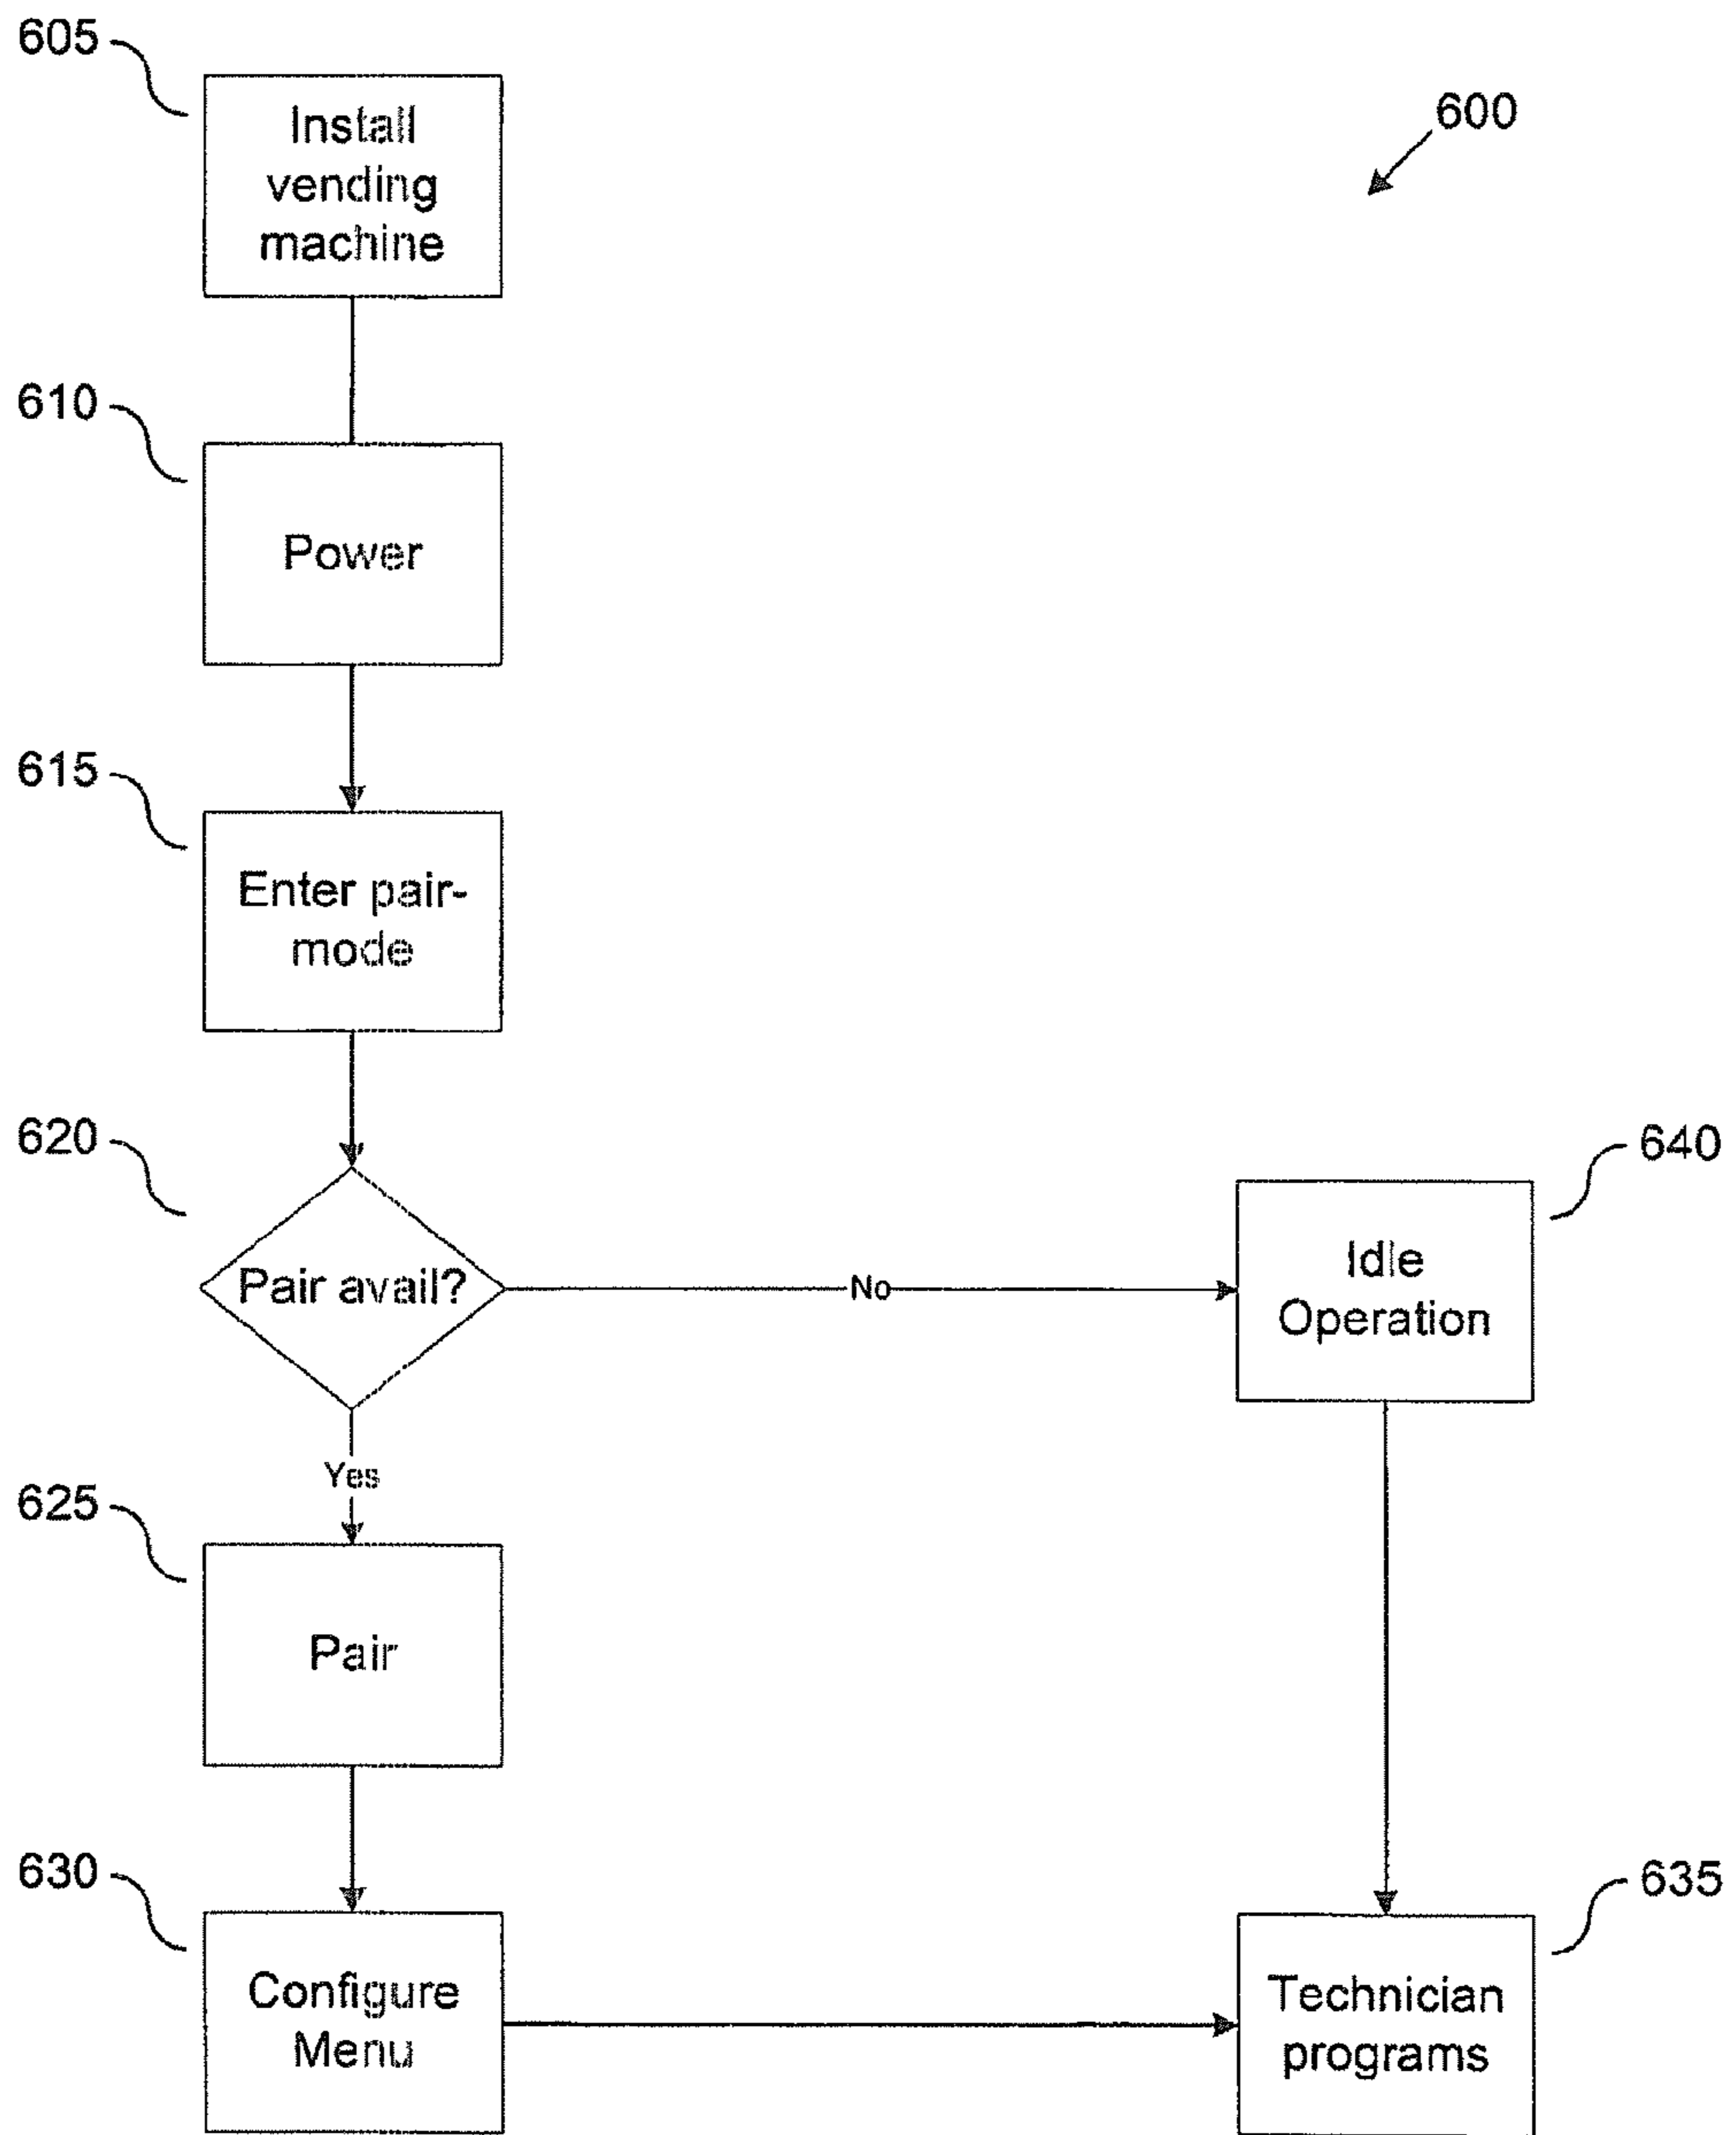 605
Install
vending
machine
600
610
Power
615
Enter pair-
mode
620
Pair avail?
No
640
Idle
Operation
Yes
625
Pair
630
Configure
Menu
635
Technician
programs